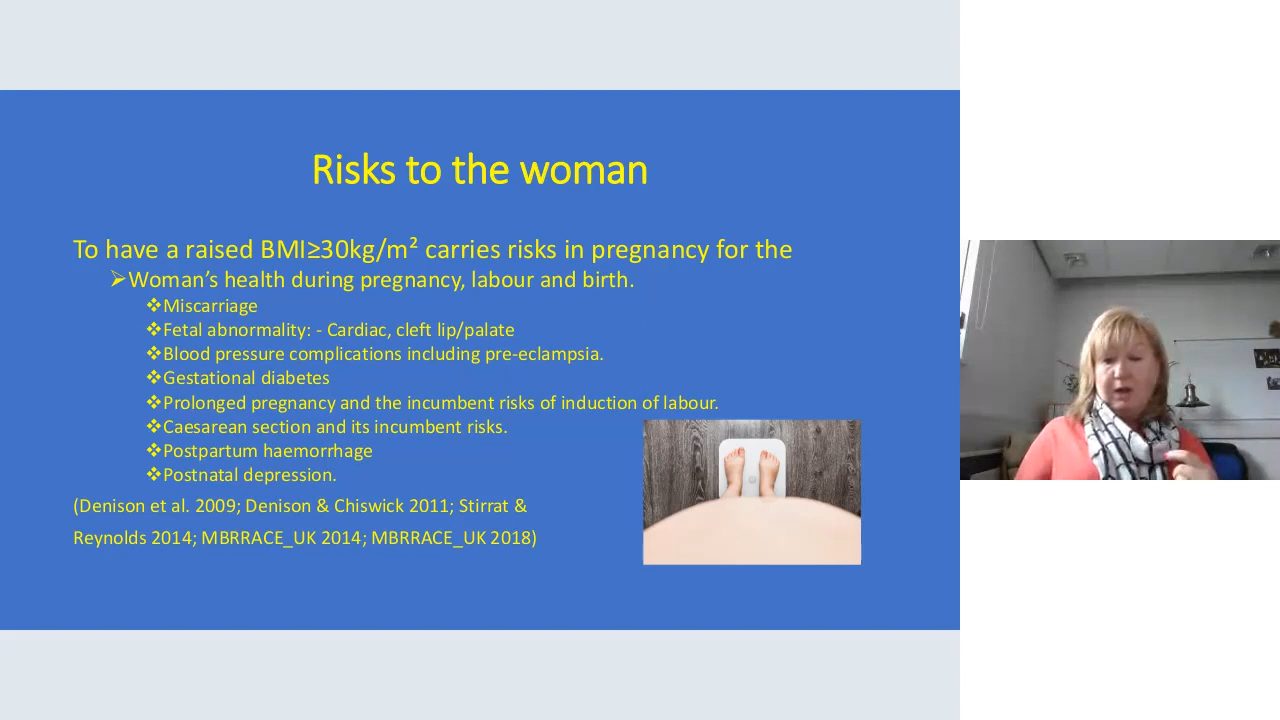 Risks to the woman
To have a raised BMI≥30kg/m² carries risks in pregnancy for the
➢Woman’s health during pregnancy, labour and birth.
❖Miscarriage
❖Fetal abnormality: - Cardiac, cleft lip/palate
❖Blood pressure complications including pre-eclampsia.
❖Gestational diabetes
❖Prolonged pregnancy and the incumbent risks of induction of labour.
❖Caesarean section and its incumbent risks.
❖Postpartum haemorrhage
❖Postnatal depression.
(Denison et al. 2009; Denison & Chiswick 2011; Stirrat &
Reynolds 2014; MBRRACE_UK 2014; MBRRACE_UK 2018)